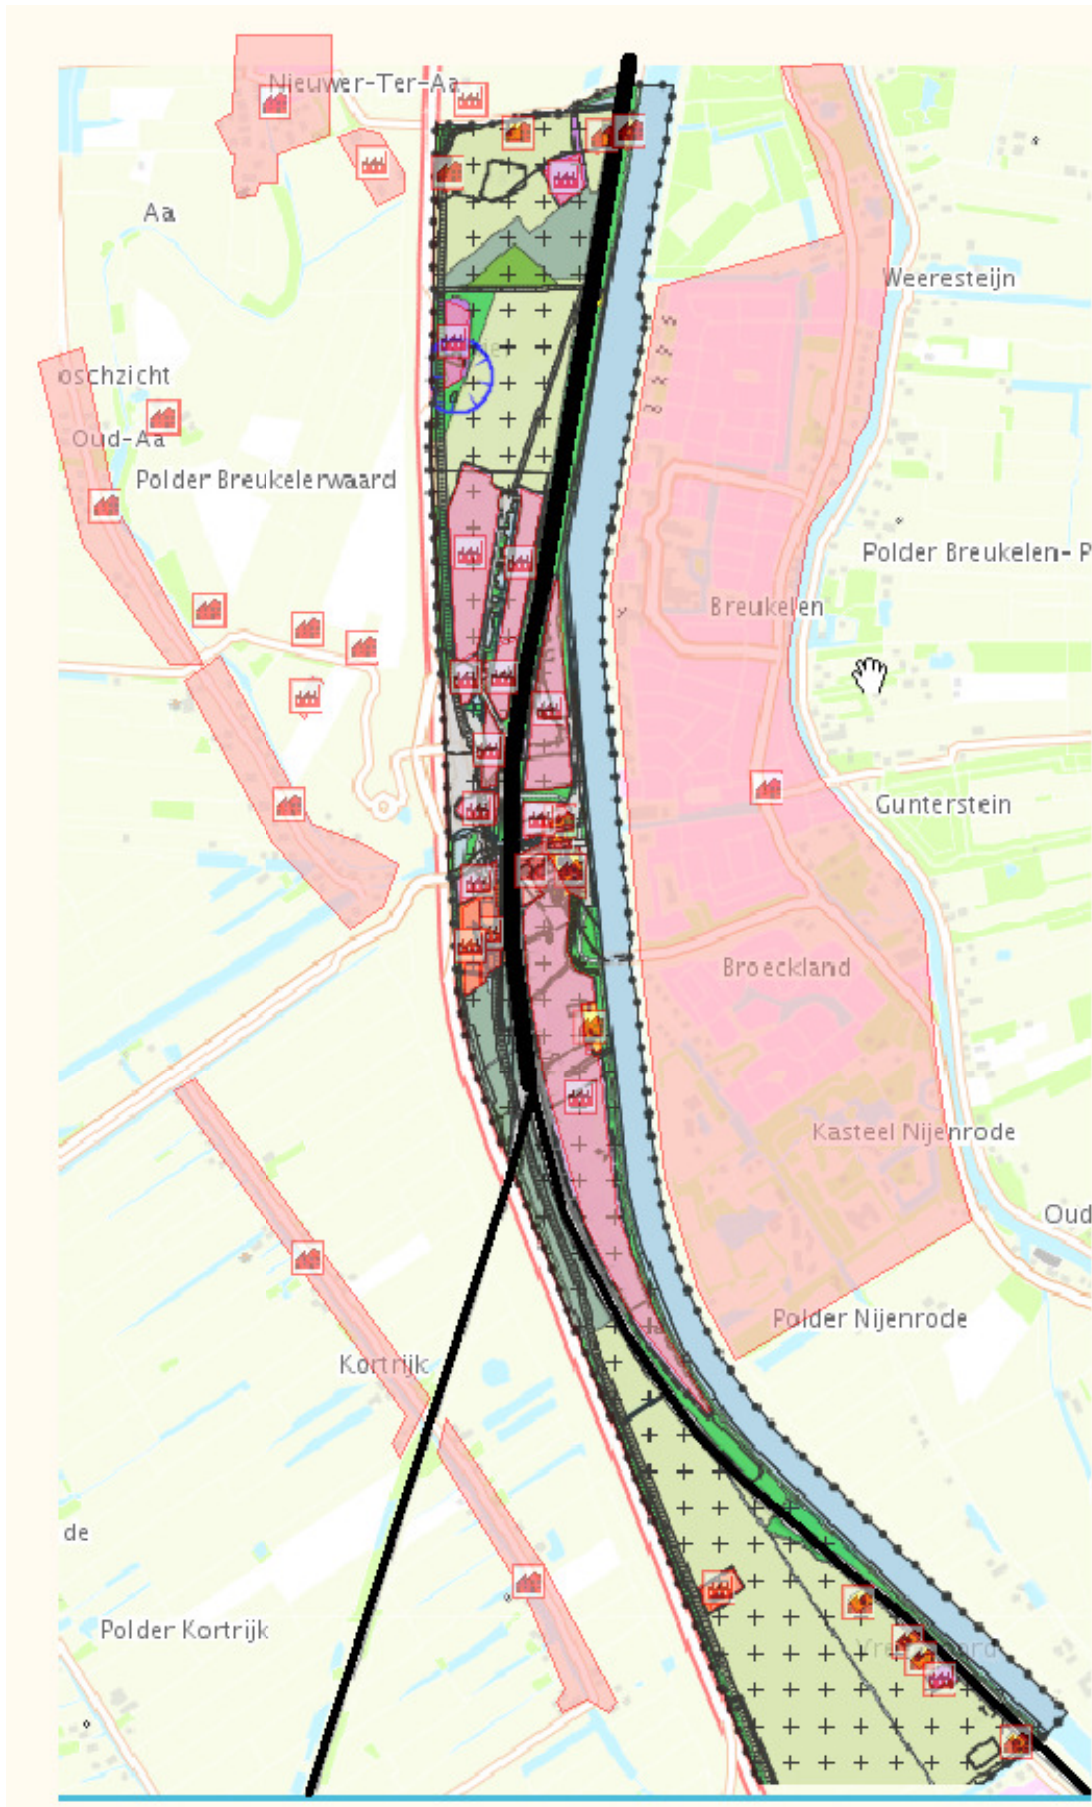 Nieuwer-Ter-Aa
Aa
Weeresteijn
oschzicht
Oud-Aa
Polder Breukelerwaard
Polder Breukelen- P
Breukelen
Gunterstein
Broeckland
Kasteel Nijenrode
Oud
Polder Nijenrode
Kortrijk
de
Polder Kortrijk